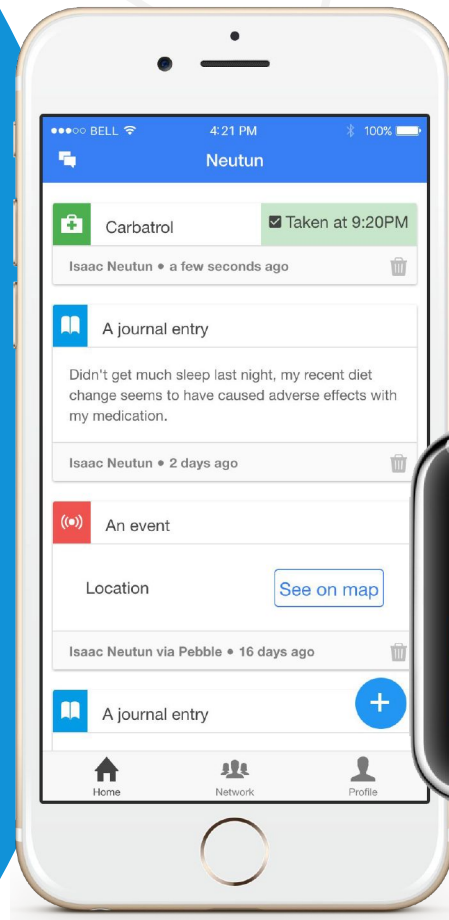 ●●●○○ BELL 4:21 PM 100%
Neutun
Carbatrol Taken at 9:20PM
Isaac Neutun • a few seconds ago
A journal entry
Didn't get much sleep last night, my recent diet
change seems to have caused adverse effects with
my medication.
Isaac Neutun • 2 days ago
An event
Location See on map
Isaac Neutun via Pebble • 16 days ago
A journal entry
+
Home Network Profile